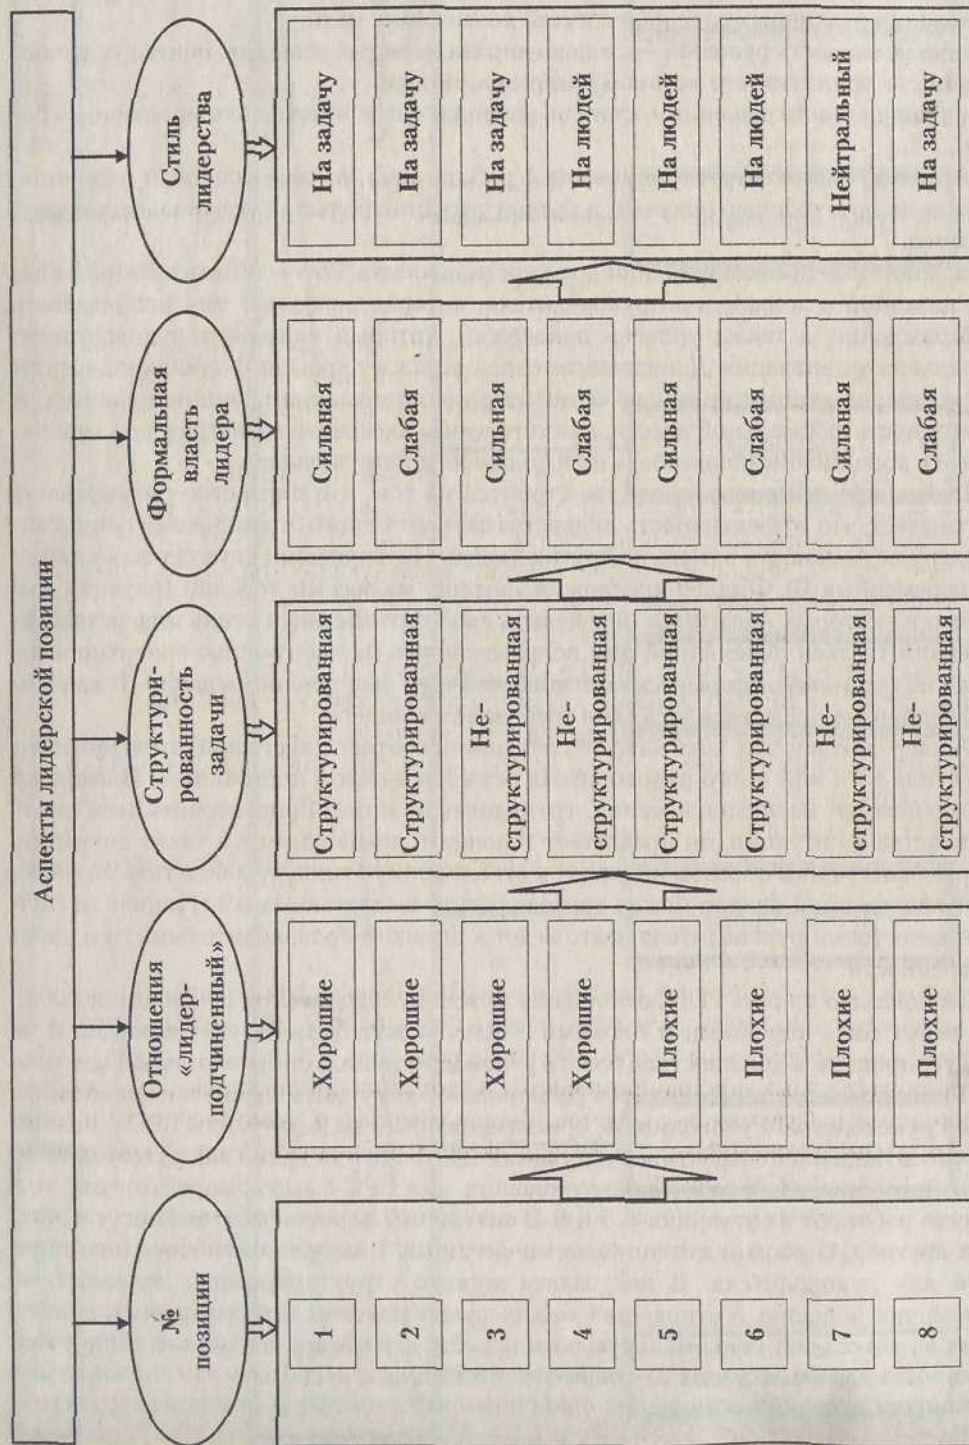 Аспекты лидерской позиции
№
позиции
Отношения
«лидер-
подчиненный»
Структури-
рованность
задачи
Формальная
власть
лидера
Стиль
лидерства
1
Хорошие
Структурированная
Сильная
На задачу
2
Хорошие
Структурированная
Слабая
На задачу
3
Хорошие
Не-
структурированная
Сильная
На задачу
4
Хорошие
Не-
структурированная
Слабая
На людей
5
Плохие
Структурированная
Сильная
На людей
6
Плохие
Структурированная
Слабая
На людей
7
Плохие
Не-
структурированная
Сильная
Нейтральный
8
Плохие
Не-
структурированная
Слабая
На задачу